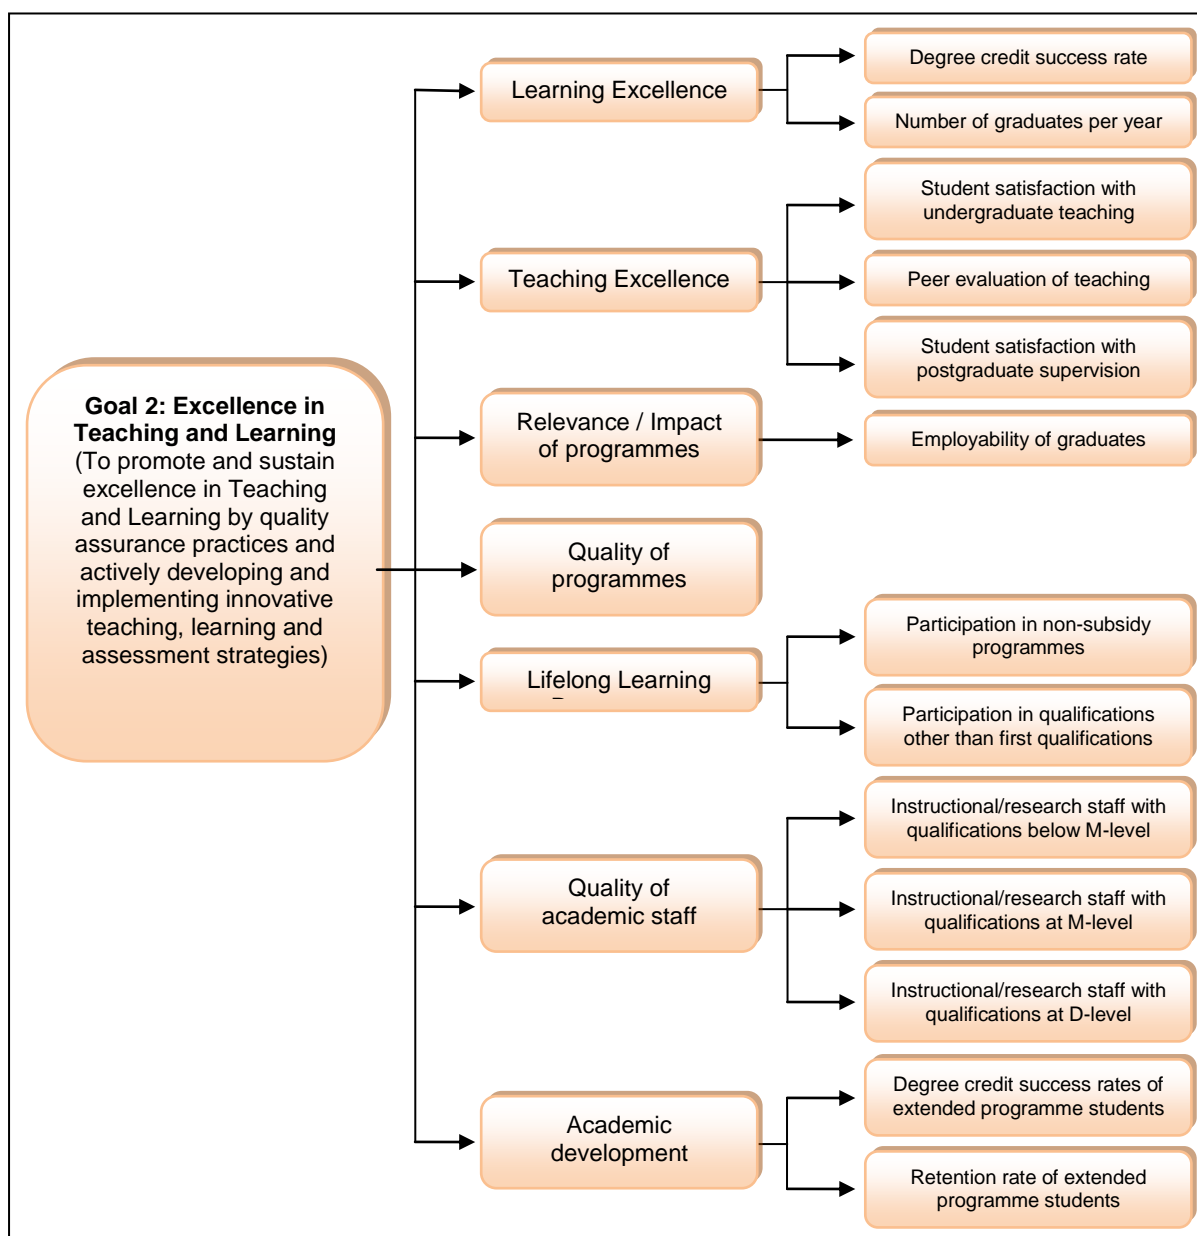 Goal 2: Excellence in
Teaching and Learning
(To promote and sustain
excellence in Teaching
and Learning by quality
assurance practices and
actively developing and
implementing innovative
teaching, learning and
assessment strategies)
Learning Excellence
Degree credit success rate
Number of graduates per year
Teaching Excellence
Student satisfaction with
undergraduate teaching
Peer evaluation of teaching
Student satisfaction with
postgraduate supervision
Relevance / Impact
of programmes
Employability of graduates
Quality of
programmes
Lifelong Learning
Participation in non-subsidy
programmes
Participation in qualifications
other than first qualifications
Quality of
academic staff
Instructional/research staff with
qualifications below M-level
Instructional/research staff with
qualifications at M-level
Instructional/research staff with
qualifications at D-level
Academic
development
Degree credit success rates of
extended programme students
Retention rate of extended
programme students